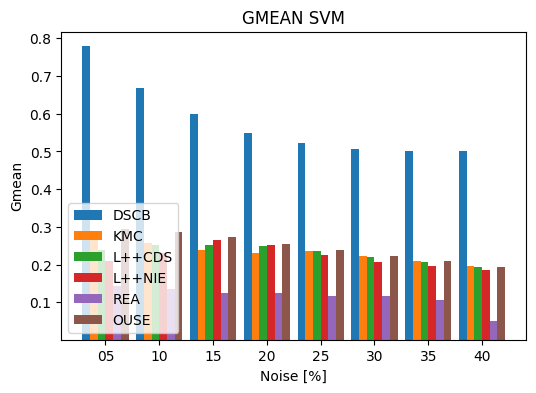 GMEAN SVM
0.8
0.7
0.6
0.5
0.4
0.3
0.2
0.1
Gmean
DSCB
KMC
L++CDS
L++NIE
REA
OUSE
05 10 15 20 25 30 35 40
Noise [%]